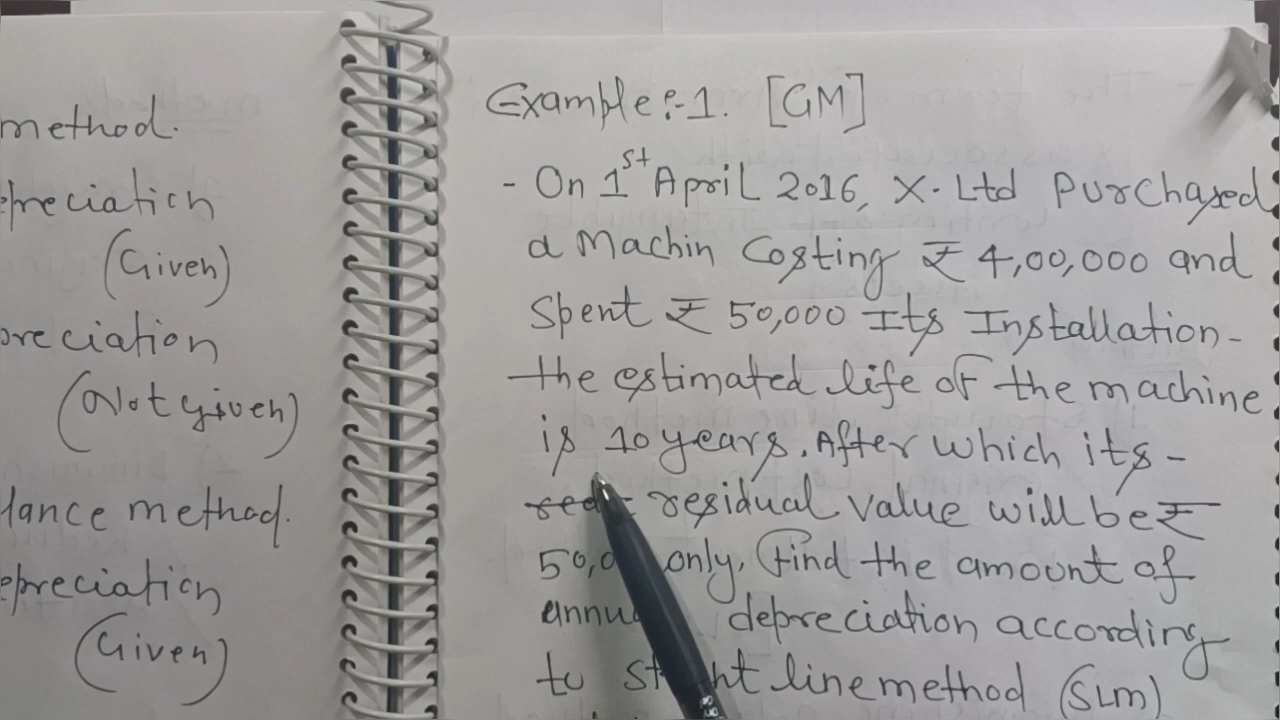 method.
preciation
(Given)
preciation
(Not given)
lance method.
epreciation
(Given)
Example:-1. [GM]
- On 1st April 2016, X. Ltd Purchased
a Machin Costing ₹ 4,00,000 and
Spent ₹ 50,000 Its Installation-
the estimated life of the machine
is 10 years. After which its -
residual value will be ₹
only, Find the amount of
depreciation according
to line method (SLM)